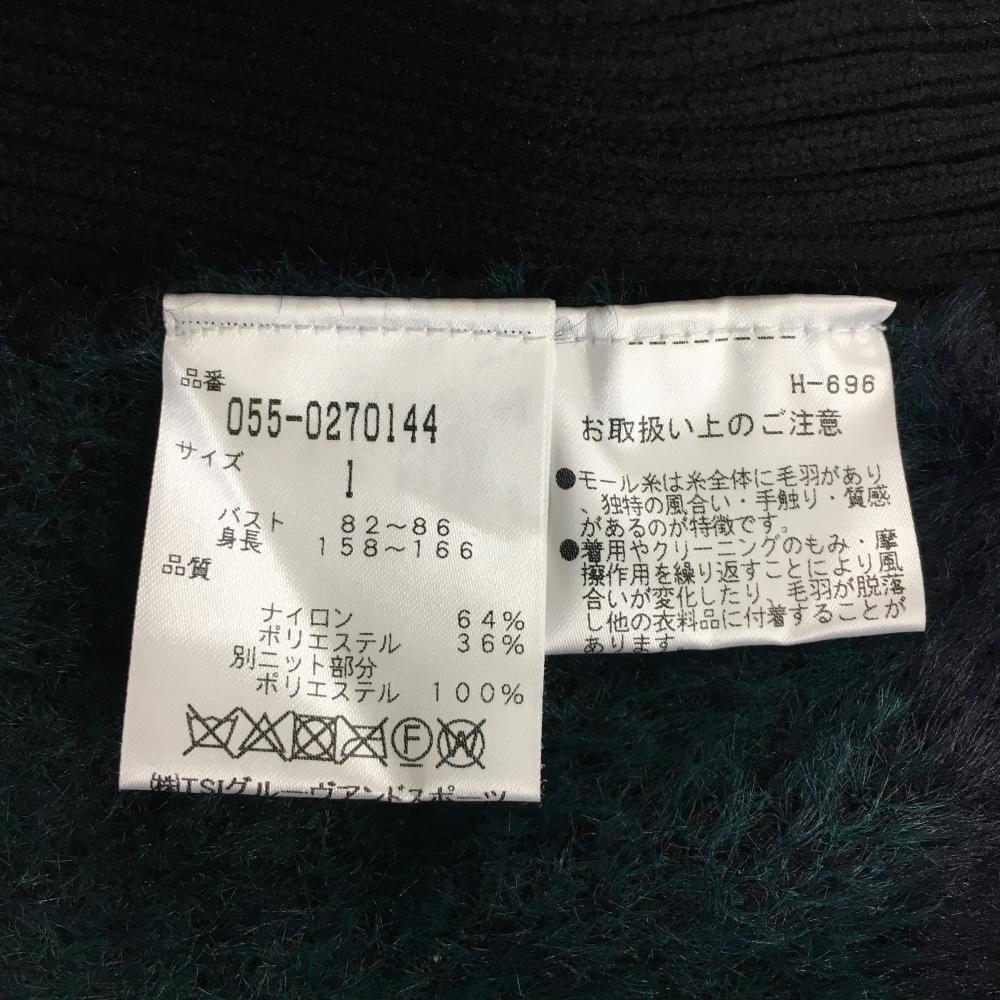 品番
055-0270144
サイズ
1
バスト 82～86
身長 158～166
品質
ナイロン 64%
ポリエステル 36%
別ニット部分
ポリエステル 100%
F
W
㈱TSIグルーヴアンドスポーツ
H-696
お取扱い上のご注意
●モール糸は糸全体に毛羽があり
、独特の風合い・手触り・質感
があるのが特徴です。
●着用やクリーニングのもみ・摩
擦作用を繰り返すことにより風
合いが変化したり、毛羽が脱落
し他の衣料品に付着することが
あります。